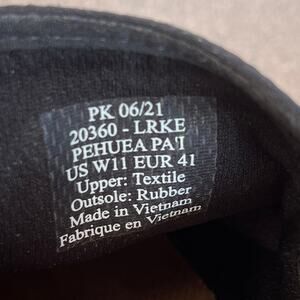 PK 06/21
20360 - LRKE
PEHUEA PA'I
US W11 EUR 41
Upper: Textile
Outsole: Rubber
Made in Vietnam
Fabrique en Vietnam